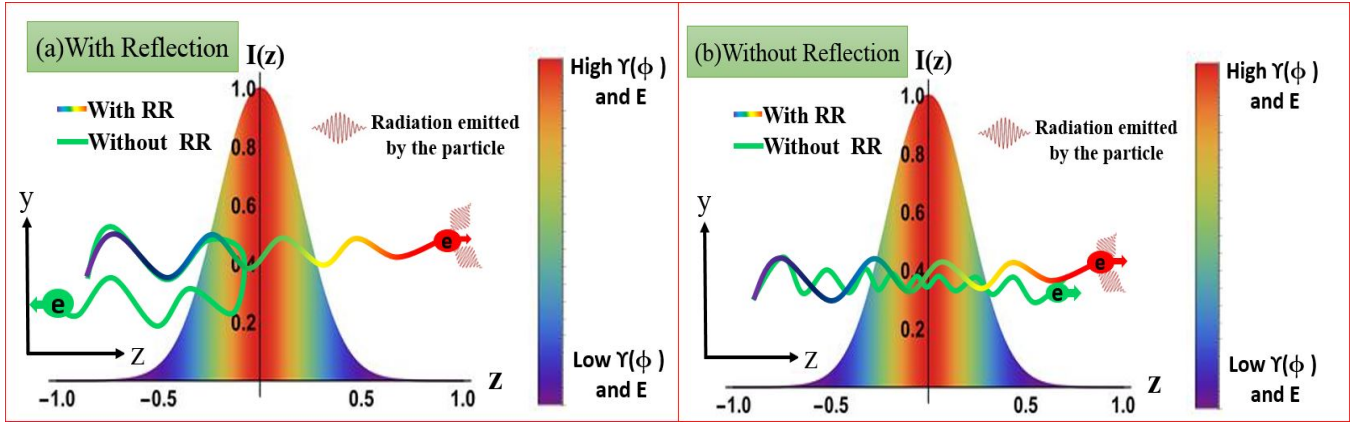 (a)With Reflection
I(z)
With RR
Without RR
Radiation emitted
by the particle
High ϒ(ϕ )
and E
Low ϒ(ϕ )
and E
1.0
0.8
0.6
0.4
0.2
y
Z
e
e
z
−1.0
−0.5
0.5
1.0
(b)Without Reflection
I(z)
With RR
Without RR
Radiation emitted
by the particle
High ϒ(ϕ )
and E
Low ϒ(ϕ )
and E
1.0
0.8
0.6
0.4
0.2
y
Z
e
e
z
−1.0
−0.5
0.5
1.0